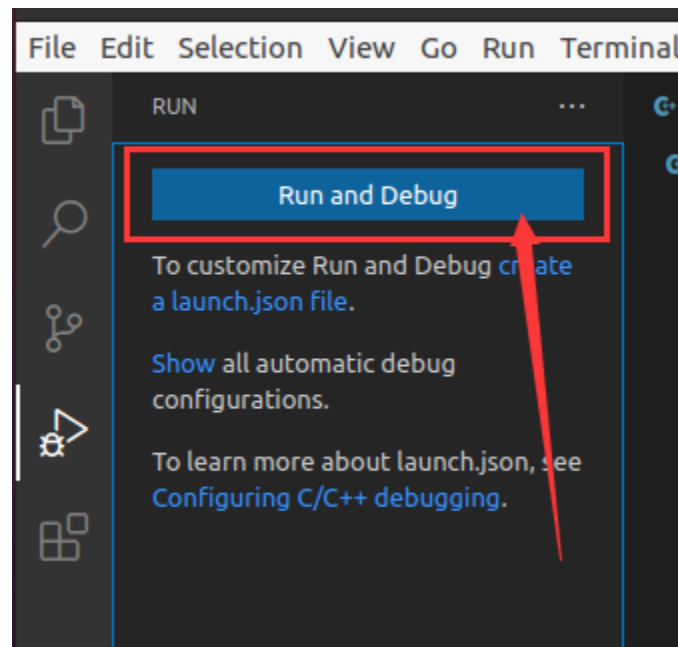 File Edit Selection View Go Run Terminal
RUN
Run and Debug
To customize Run and Debug create
a launch.json file.
Show all automatic debug
configurations.
To learn more about launch.json, see
Configuring C/C++ debugging.